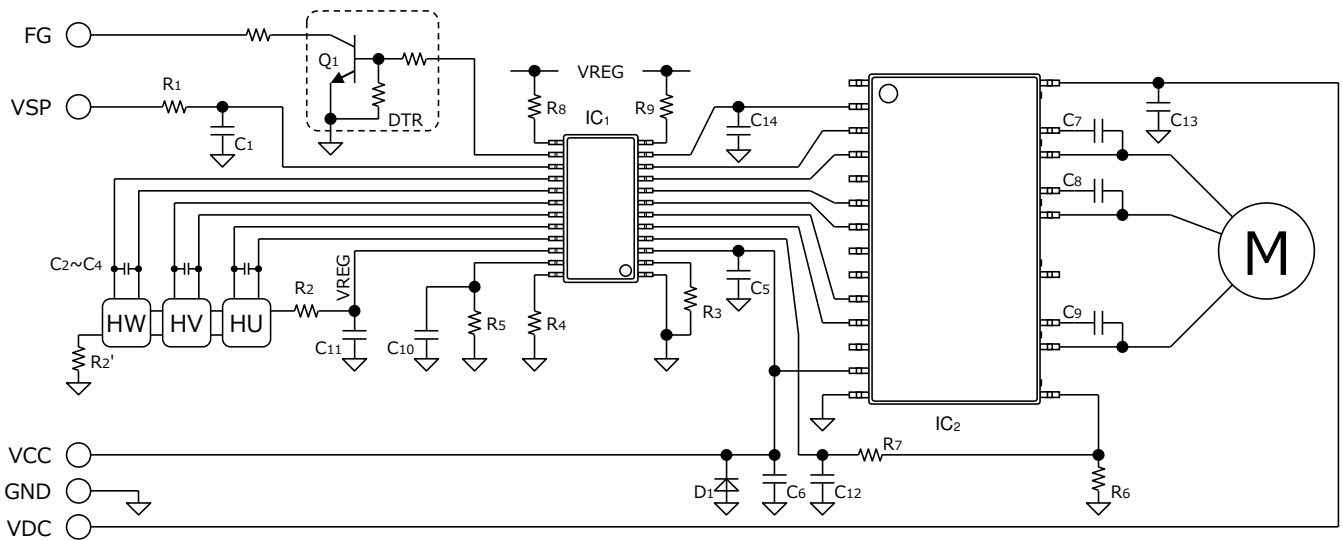 FG
Q1
DTR
VREG
R1
VSP
C1
R8
R9
IC1
C14
C13
C7
C8
M
C2~C4
R2
VREG
C5
HW
HV
HU
R2'
C11
C10
R5
R4
R3
C9
IC2
VCC
R7
D1
C6
C12
R6
GND
VDC